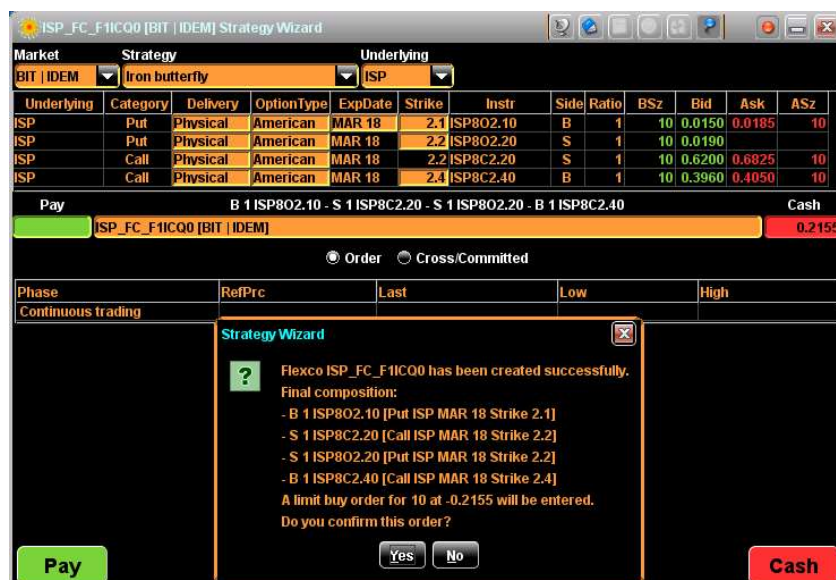 ISP_FC_F1ICQ0 [BIT | IDEM] Strategy Wizard
Market Strategy Underlying
BIT | IDEM Iron butterfly ISP
Underlying Category Delivery OptionType ExpDate Strike Instr Side Ratio BSz Bid Ask ASz
ISP Put Physical American MAR 18 2.1 ISP8O2.10 B 1 10 0.0150 0.0185 10
ISP Put Physical American MAR 18 2.2 ISP8O2.20 S 1 10 0.0190
ISP Call Physical American MAR 18 2.2 ISP8C2.20 S 1 10 0.6200 0.6825 10
ISP Call Physical American MAR 18 2.4 ISP8C2.40 B 1 10 0.3960 0.4050 10
Pay B 1 ISP8O2.10 - S 1 ISP8C2.20 - S 1 ISP8O2.20 - B 1 ISP8C2.40 Cash
ISP_FC_F1ICQ0 [BIT | IDEM] 0.2155
Order Cross/Committed
Phase RefPrc Last Low High
Continuous trading
Strategy Wizard
Flexco ISP_FC_F1ICQ0 has been created successfully.
Final composition:
- B 1 ISP8O2.10 [Put ISP MAR 18 Strike 2.1]
- S 1 ISP8C2.20 [Call ISP MAR 18 Strike 2.2]
- S 1 ISP8O2.20 [Put ISP MAR 18 Strike 2.2]
- B 1 ISP8C2.40 [Call ISP MAR 18 Strike 2.4]
A limit buy order for 10 at -0.2155 will be entered.
Do you confirm this order?
Yes No
Pay Cash